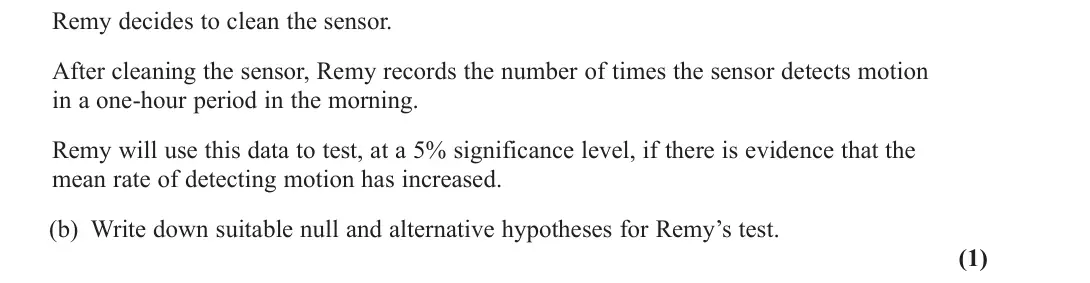 Remy decides to clean the sensor.
After cleaning the sensor, Remy records the number of times the sensor detects motion
in a one-hour period in the morning.
Remy will use this data to test, at a 5% significance level, if there is evidence that the
mean rate of detecting motion has increased.
(b) Write down suitable null and alternative hypotheses for Remy’s test.
(1)